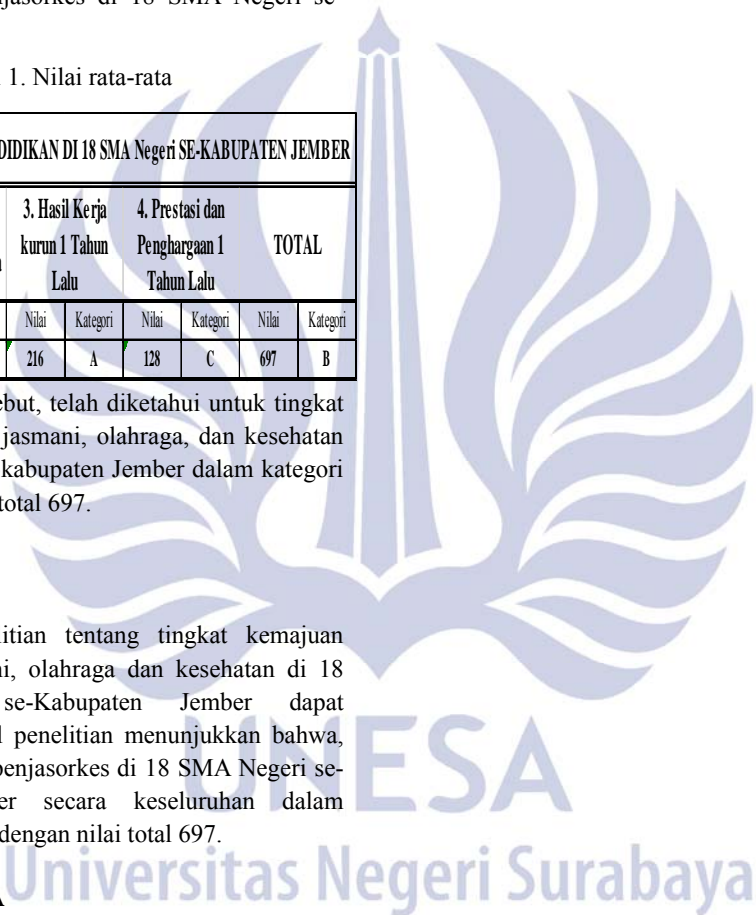 jasorkes di 18 SMA Negeri se-
1. Nilai rata-rata
DIDIKAN DI 18 SMA Negeri SE-KABUPATEN JEMBER
3. Hasil Kerja kurun 1 Tahun Lalu
4. Prestasi dan Penghargaan 1 Tahun Lalu
TOTAL
Nilai Kategori Nilai Kategori Nilai Kategori
216 A 128 C 697 B
but, telah diketahui untuk tingkat
jasmani, olahraga, dan kesehatan
kabupaten Jember dalam kategori
total 697.
litian tentang tingkat kemajuan
ni, olahraga dan kesehatan di 18
se-Kabupaten Jember dapat
l penelitian menunjukkan bahwa,
penjasorkes di 18 SMA Negeri se-
er secara keseluruhan dalam
dengan nilai total 697.
UNESA
Universitas Negeri Surabaya